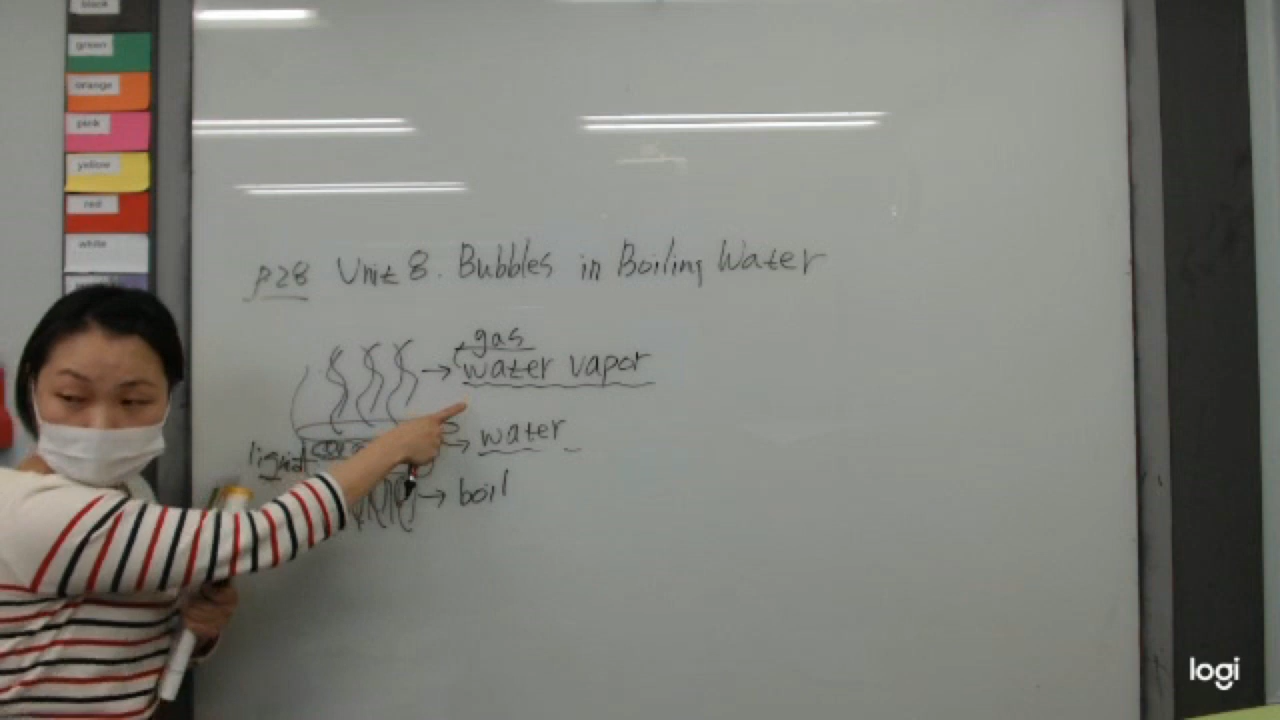 black
green
orange
pink
yellow
red
white
p28 Unit 8. Bubbles in Boiling Water
gas
water vapor
water
liquid
boil
logi